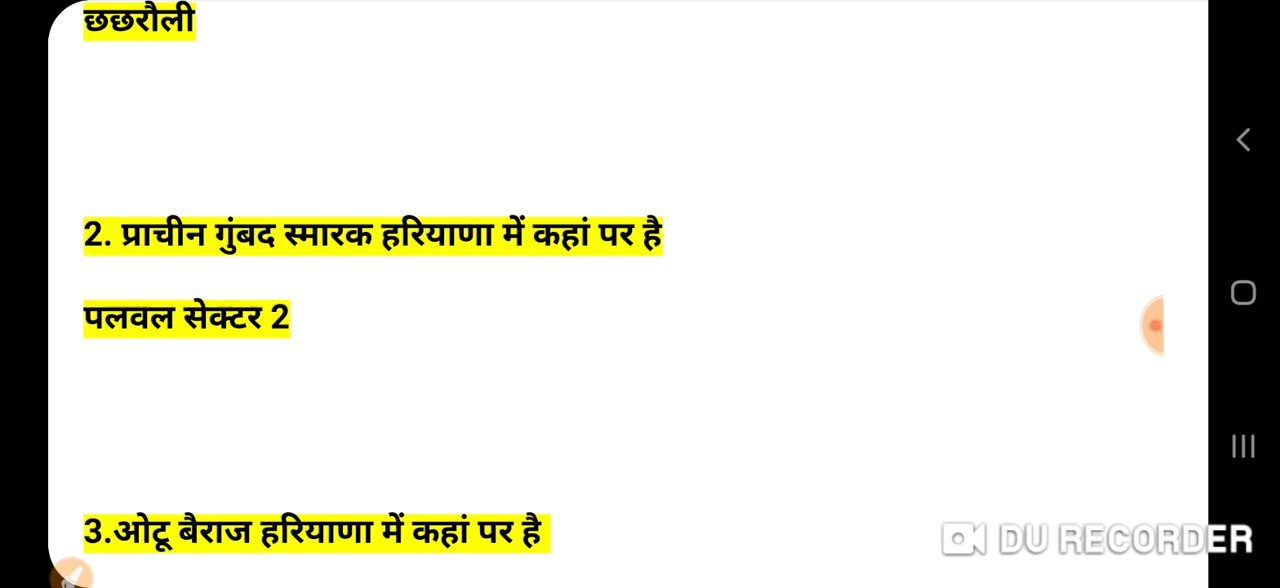 छछरौली
2. प्राचीन गुंबद स्मारक हरियाणा में कहां पर है
पलवल सेक्टर 2
3.ओटू बैराज हरियाणा में कहां पर है
DU RECORDER